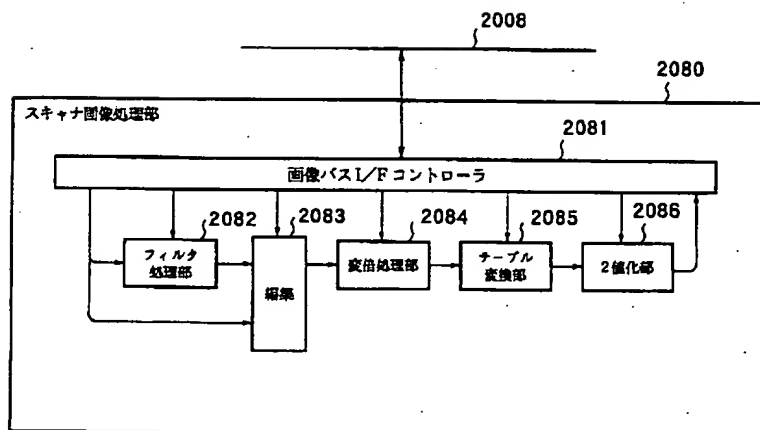 2008
2080
スキャナ画像処理部
2081
画像バスI/Fコントローラ
2082
2083
2084
2085
2086
フィルタ
処理部
編集
変倍処理部
テーブル
変換部
2値化部